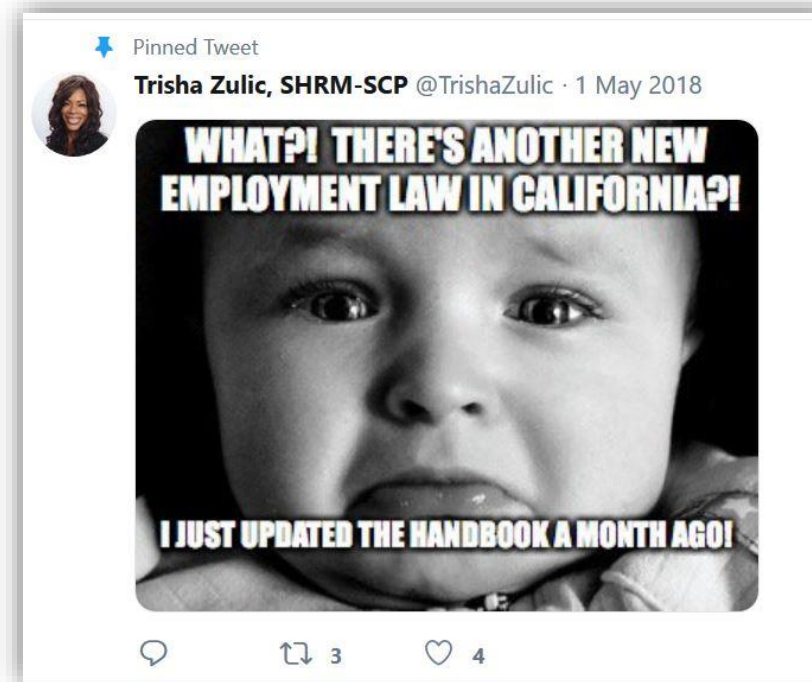 Pinned Tweet
Trisha Zulic, SHRM-SCP @TrishaZulic · 1 May 2018
WHAT?! THERE'S ANOTHER NEW
EMPLOYMENT LAW IN CALIFORNIA?!
I JUST UPDATED THE HANDBOOK A MONTH AGO!
3 4